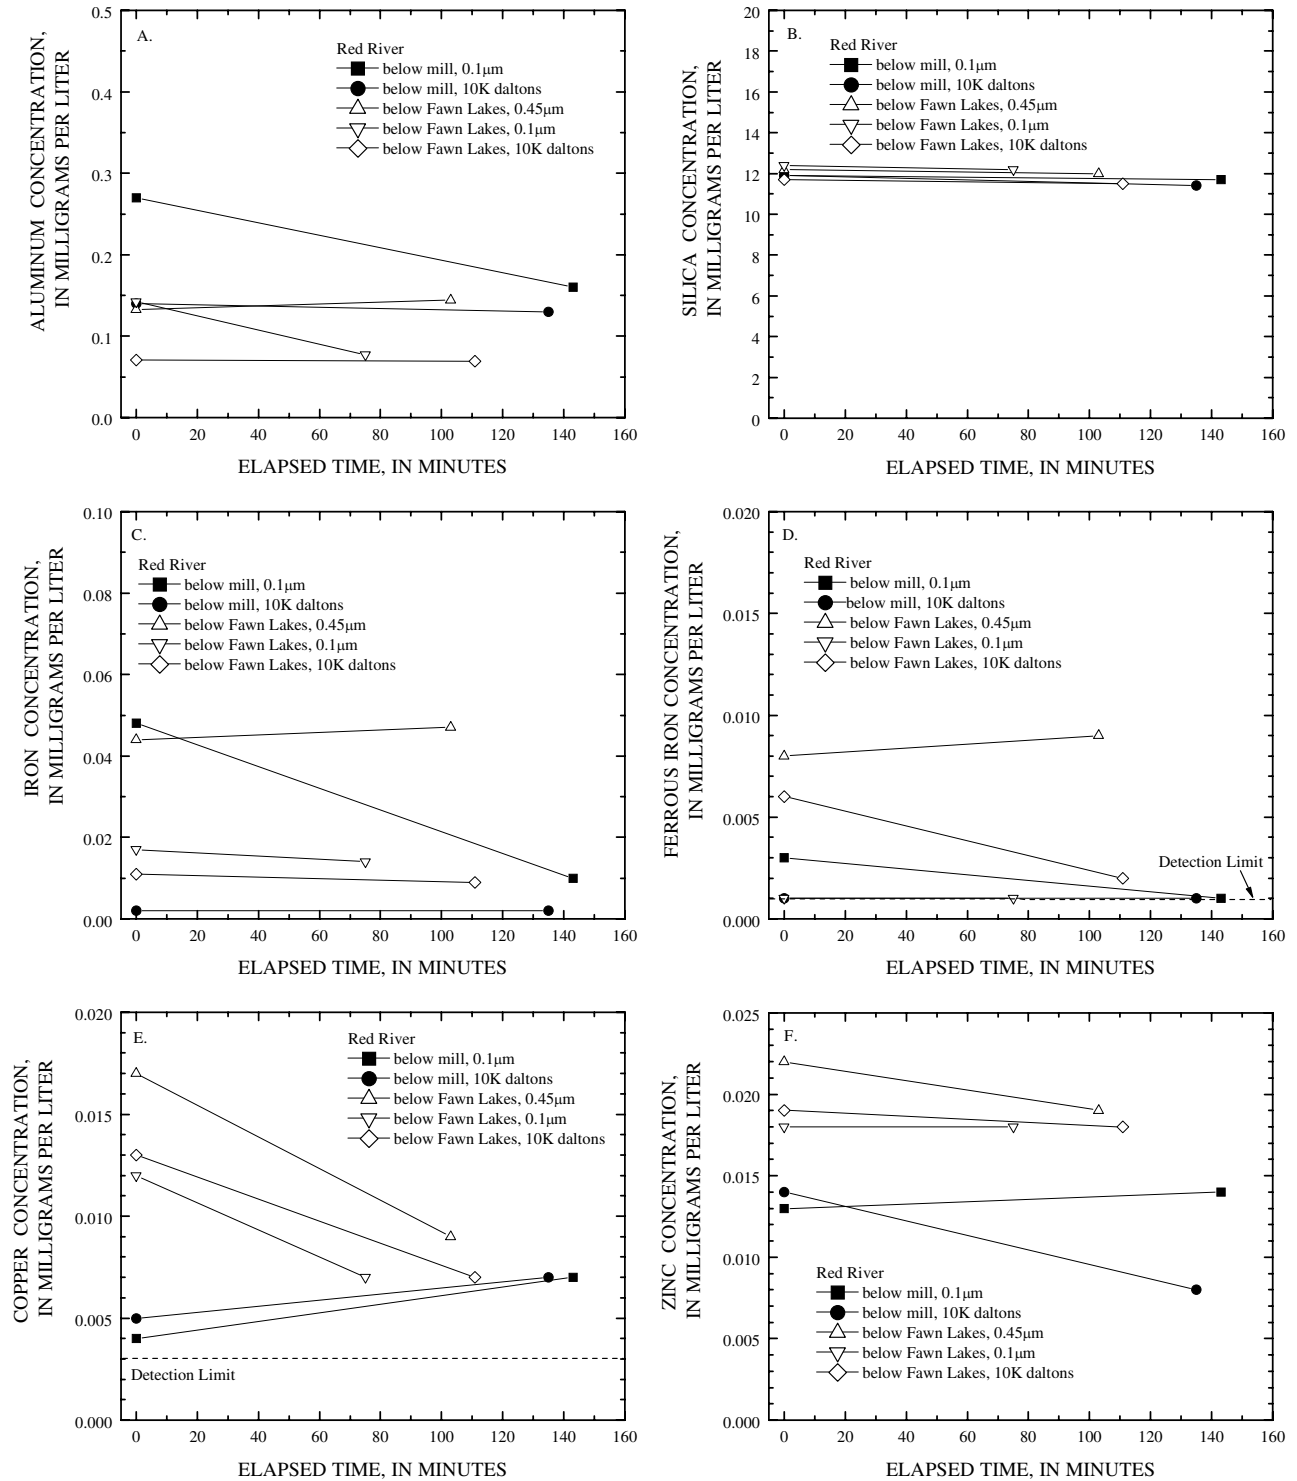 A.
ALUMINUM CONCENTRATION,
IN MILLIGRAMS PER LITER
0.5
0.4
0.3
0.2
0.1
0.0
Red River
below mill, 0.1μm
below mill, 10K daltons
below Fawn Lakes, 0.45μm
below Fawn Lakes, 0.1μm
below Fawn Lakes, 10K daltons
0 20 40 60 80 100 120 140 160
ELAPSED TIME, IN MINUTES
B.
SILICA CONCENTRATION,
IN MILLIGRAMS PER LITER
20
18
16
14
12
10
8
6
4
2
0
Red River
below mill, 0.1μm
below mill, 10K daltons
below Fawn Lakes, 0.45μm
below Fawn Lakes, 0.1μm
below Fawn Lakes, 10K daltons
0 20 40 60 80 100 120 140 160
ELAPSED TIME, IN MINUTES
C.
IRON CONCENTRATION,
IN MILLIGRAMS PER LITER
0.10
0.08
0.06
0.04
0.02
0.00
Red River
below mill, 0.1μm
below mill, 10K daltons
below Fawn Lakes, 0.45μm
below Fawn Lakes, 0.1μm
below Fawn Lakes, 10K daltons
0 20 40 60 80 100 120 140 160
ELAPSED TIME, IN MINUTES
D.
FERROUS IRON CONCENTRATION,
IN MILLIGRAMS PER LITER
0.020
0.015
0.010
0.005
0.000
Red River
below mill, 0.1μm
below mill, 10K daltons
below Fawn Lakes, 0.45μm
below Fawn Lakes, 0.1μm
below Fawn Lakes, 10K daltons
Detection Limit
0 20 40 60 80 100 120 140 160
ELAPSED TIME, IN MINUTES
E.
COPPER CONCENTRATION,
IN MILLIGRAMS PER LITER
0.020
0.015
0.010
0.005
0.000
Red River
below mill, 0.1μm
below mill, 10K daltons
below Fawn Lakes, 0.45μm
below Fawn Lakes, 0.1μm
below Fawn Lakes, 10K daltons
Detection Limit
0 20 40 60 80 100 120 140 160
ELAPSED TIME, IN MINUTES
F.
ZINC CONCENTRATION,
IN MILLIGRAMS PER LITER
0.025
0.020
0.015
0.010
0.005
0.000
Red River
below mill, 0.1μm
below mill, 10K daltons
below Fawn Lakes, 0.45μm
below Fawn Lakes, 0.1μm
below Fawn Lakes, 10K daltons
0 20 40 60 80 100 120 140 160
ELAPSED TIME, IN MINUTES